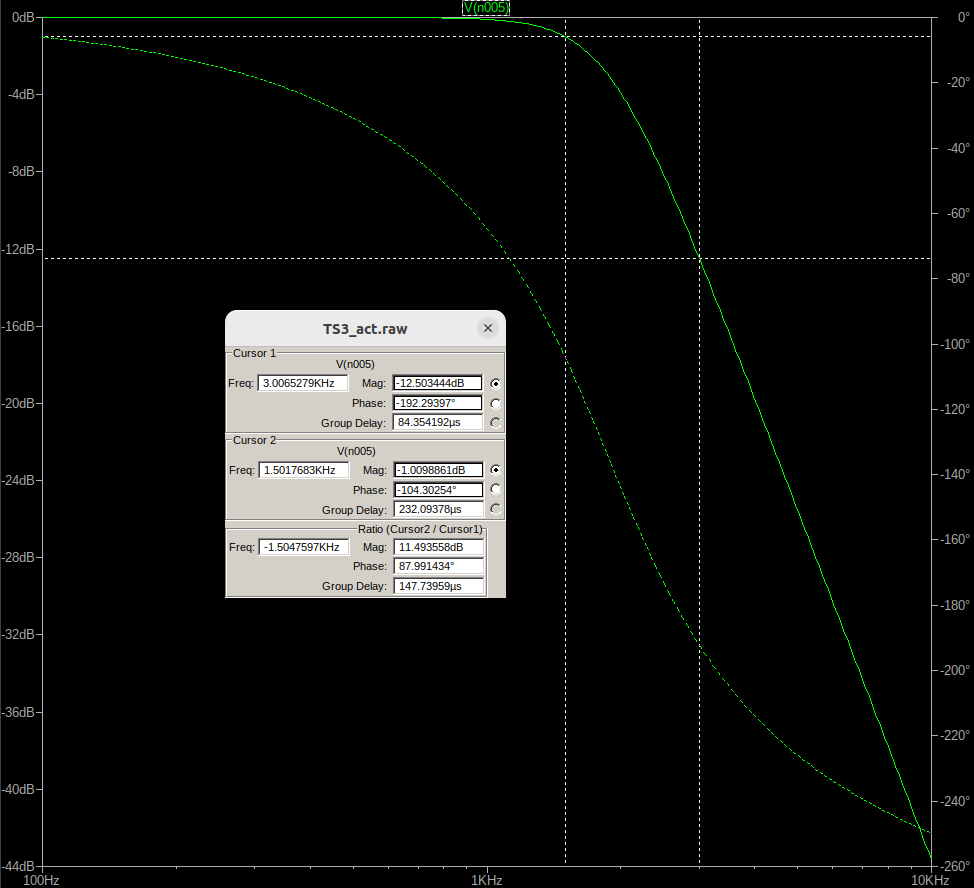 V(n005)
0dB
-4dB
-8dB
-12dB
-16dB
-20dB
-24dB
-28dB
-32dB
-36dB
-40dB
-44dB
0°
-20°
-40°
-60°
-80°
-100°
-120°
-140°
-160°
-180°
-200°
-220°
-240°
-260°
100Hz
1KHz
10KHz
TS3_act.raw
Cursor 1
V(n005)
Freq: 3.0065279KHz Mag: -12.503444dB
Phase: -192.29397°
Group Delay: 84.354192µs
Cursor 2
V(n005)
Freq: 1.5017683KHz Mag: -1.0098861dB
Phase: -104.30254°
Group Delay: 232.09378µs
Ratio (Cursor2 / Cursor1)
Freq: -1.5047597KHz Mag: 11.493558dB
Phase: 87.991434°
Group Delay: 147.73959µs